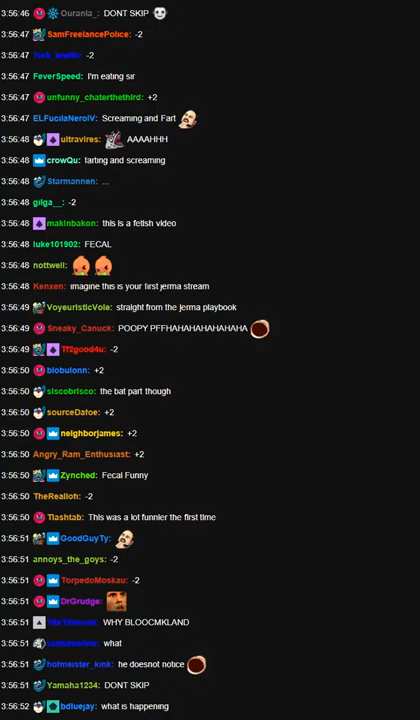 3:56:46 Ourania_: DONT SKIP
3:56:47 SamFreelancePolice: -2
3:56:47 -2
3:56:47 FeverSpeed: I'm eating sir
3:56:47 unfunny_chaterthethird: +2
3:56:47 ELFucilaNeroIV: Screaming and Fart
3:56:48 ultravires: AAAAHHH
3:56:48 crowQu: farting and screaming
3:56:48 Starmannen: ...
3:56:48 gilga__: -2
3:56:48 makinbakon: this is a fetish video
3:56:48 luke101902: FECAL
3:56:48 nottwell:
3:56:48 Kenxen: imagine this is your first jerma stream
3:56:49 VoyeuristicVole: straight from the jerma playbook
3:56:49 Sneaky_Canuck: POOPY PFFHAHAHAHAHAHAHA
3:56:49 Tf2good4u: -2
3:56:50 blobulonn: +2
3:56:50 siscobrisco: the bat part though
3:56:50 sourceDafoe: +2
3:56:50 neighborjames: +2
3:56:50 Angry_Ram_Enthusiast: +2
3:56:50 Zynched: Fecal Funny
3:56:50 TheRealloh: -2
3:56:50 Tlashtab: This was a lot funnier the first time
3:56:51 GoodGuyTy:
3:56:51 annoys_the_goys: -2
3:56:51 TorpedoMoskau: -2
3:56:51 DrGrudge:
3:56:51 WHY BLOOCMKLAND
3:56:51 what
3:56:51 hofmeister_kink: he doesnot notice
3:56:51 Yamaha1234: DONT SKIP
3:56:52 bdluejay: what is happening